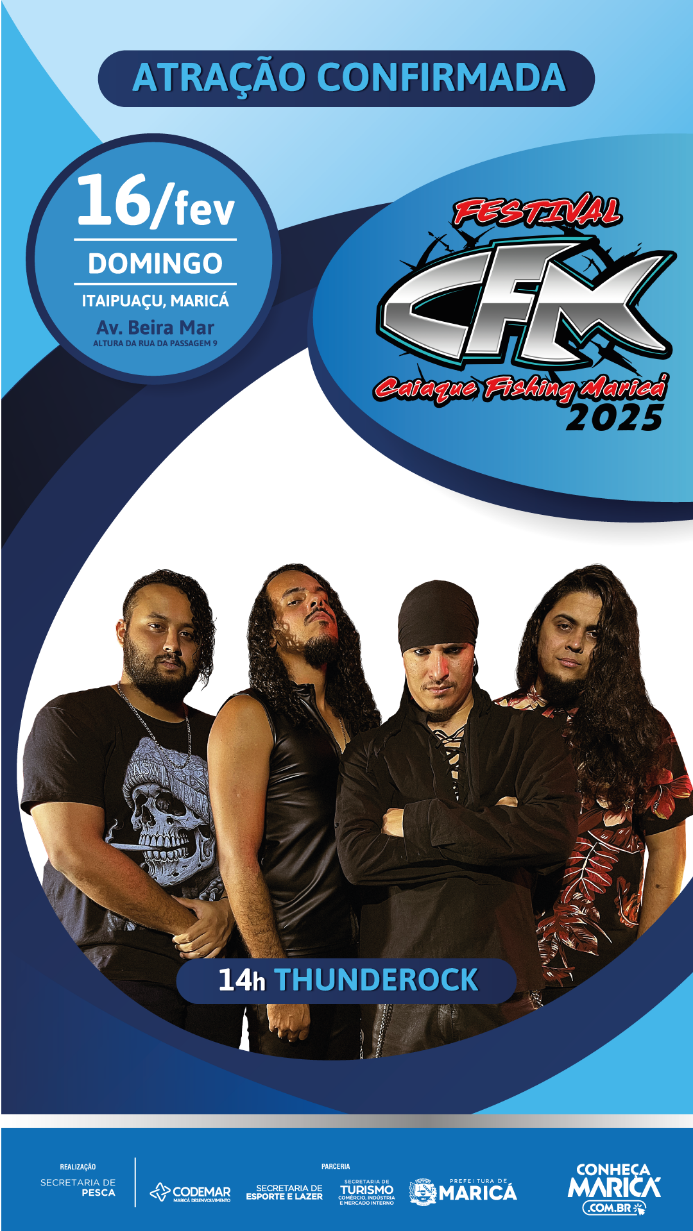 ATRAÇÃO CONFIRMADA
16/fev
DOMINGO
ITAIPUAÇU, MARICÁ
Av. Beira Mar
ALTURA DA RUA DA PASSAGEM 9
FESTIVAL
CFM
Caiaque Fishing Maricá
2025
14h THUNDEROCK
REALIZAÇÃO
SECRETARIA DE
PESCA
PARCERIA
CODEMAR
MARICÁ DESENVOLVIMENTO
SECRETARIA DE
ESPORTE E LAZER
SECRETARIA DE
TURISMO
COMÉRCIO, INDÚSTRIA
E MERCADO INTERNO
PREFEITURA DE
MARICÁ
CONHEÇA
MARICÁ
.COM.BR